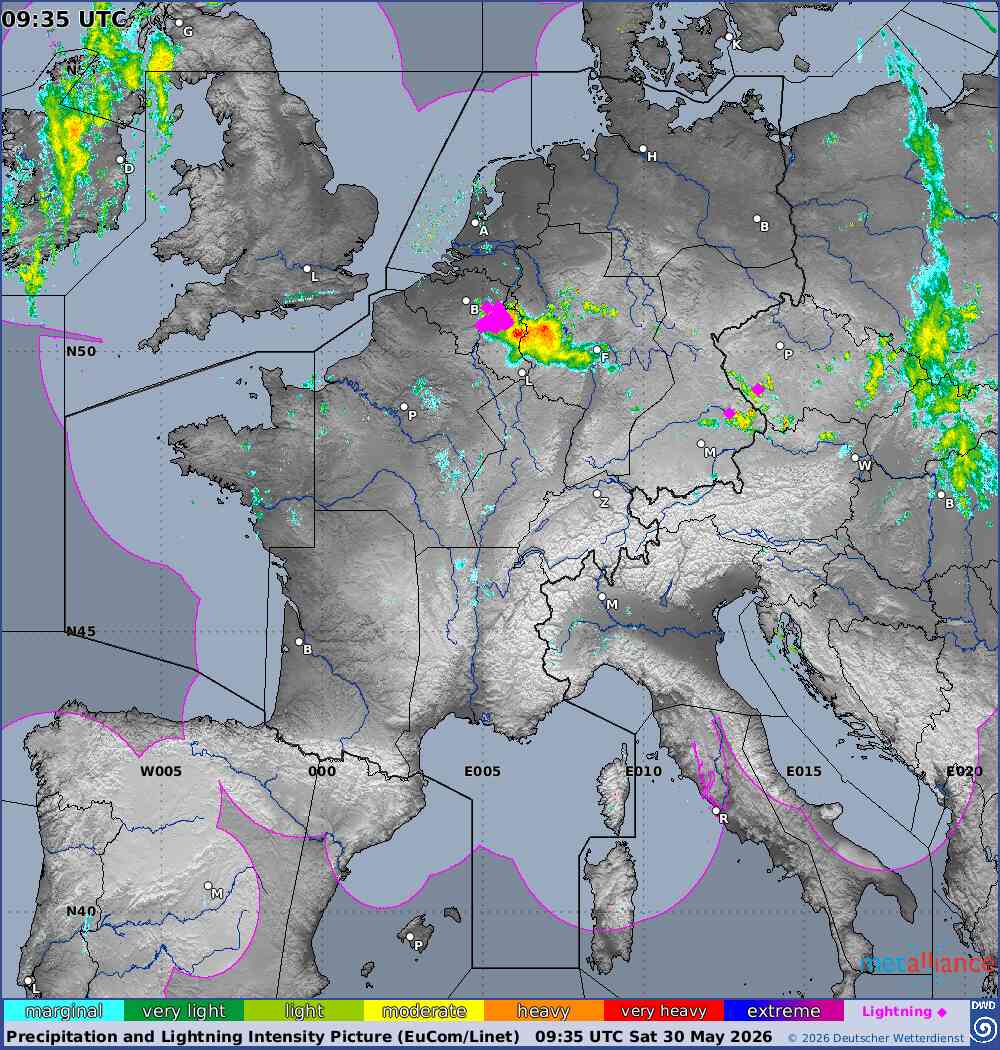 09:35 UTC
G
K
N55
D
H
A
B
L
B
N50
F
P
L
P
M
W
Z
B
M
N45
B
W005
000
E005
E010
E015
E020
R
M
N40
P
L
metalliance
marginal very light light moderate heavy very heavy extreme Lightning ◆ DWD
Precipitation and Lightning Intensity Picture (EuCom/Linet) 09:35 UTC Sat 30 May 2026 © 2026 Deutscher Wetterdienst